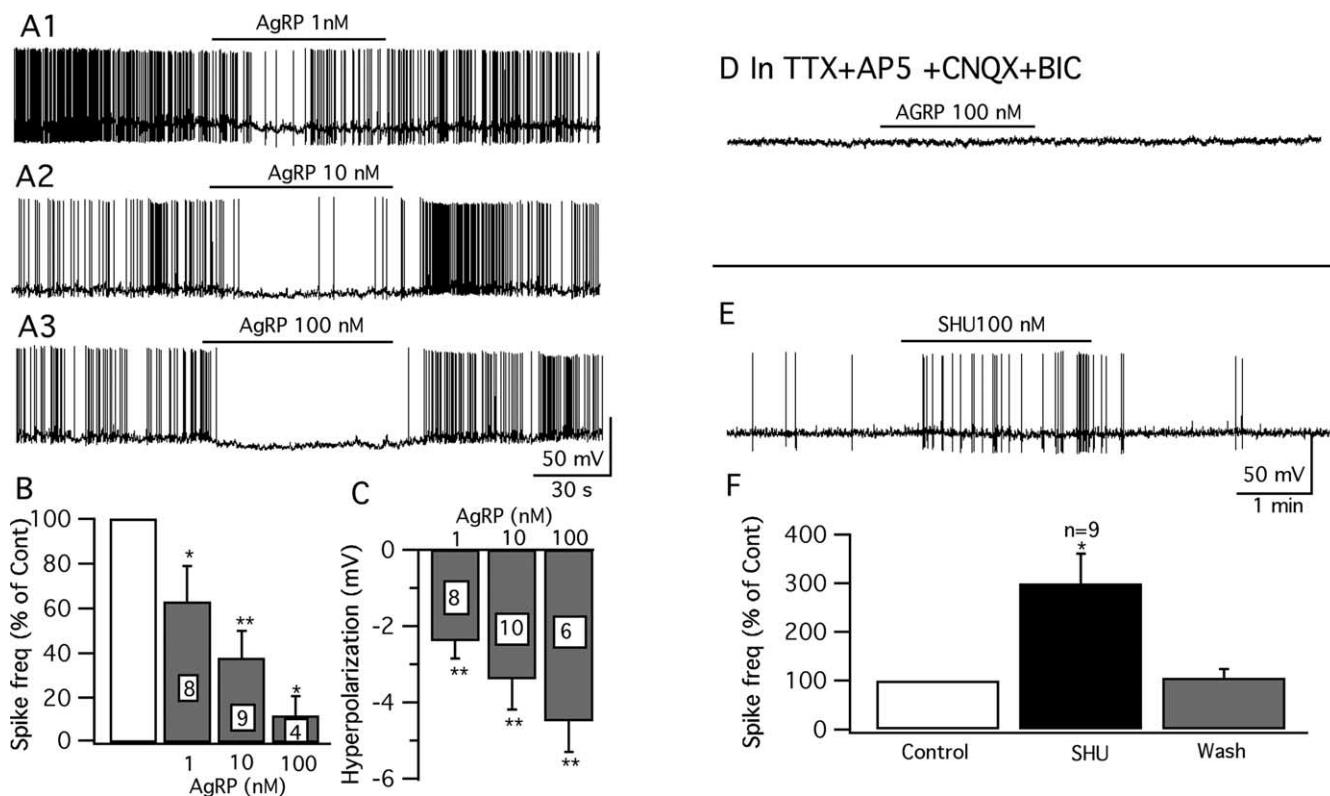 A1
AgRP 1nM
A2
AgRP 10 nM
A3
AgRP 100 nM
50 mV
30 s
B
Spike freq (% of Cont)
100
80
60
40
20
0
*
**
*
8
9
4
1 10 100
AgRP (nM)
C
AgRP (nM)
1 10 100
Hyperpolarization (mV)
0
-2
-4
-6
8
10
6
**
**
**
D In TTX+AP5 +CNQX+BIC
AGRP 100 nM
E
SHU100 nM
50 mV
1 min
F
Spike freq (% of Cont)
400
300
200
100
0
n=9
*
Control SHU Wash